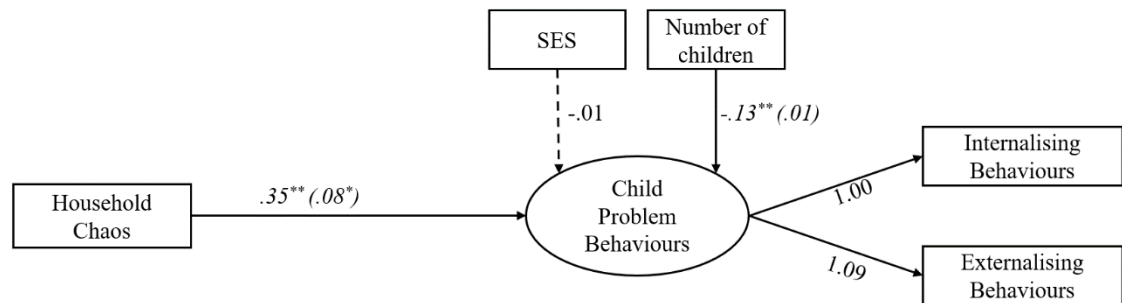 SES
Number of
children
-.01
-.13** (.01)
Household
Chaos
.35** (.08*)
Child
Problem
Behaviours
1.00
1.09
Internalising
Behaviours
Externalising
Behaviours